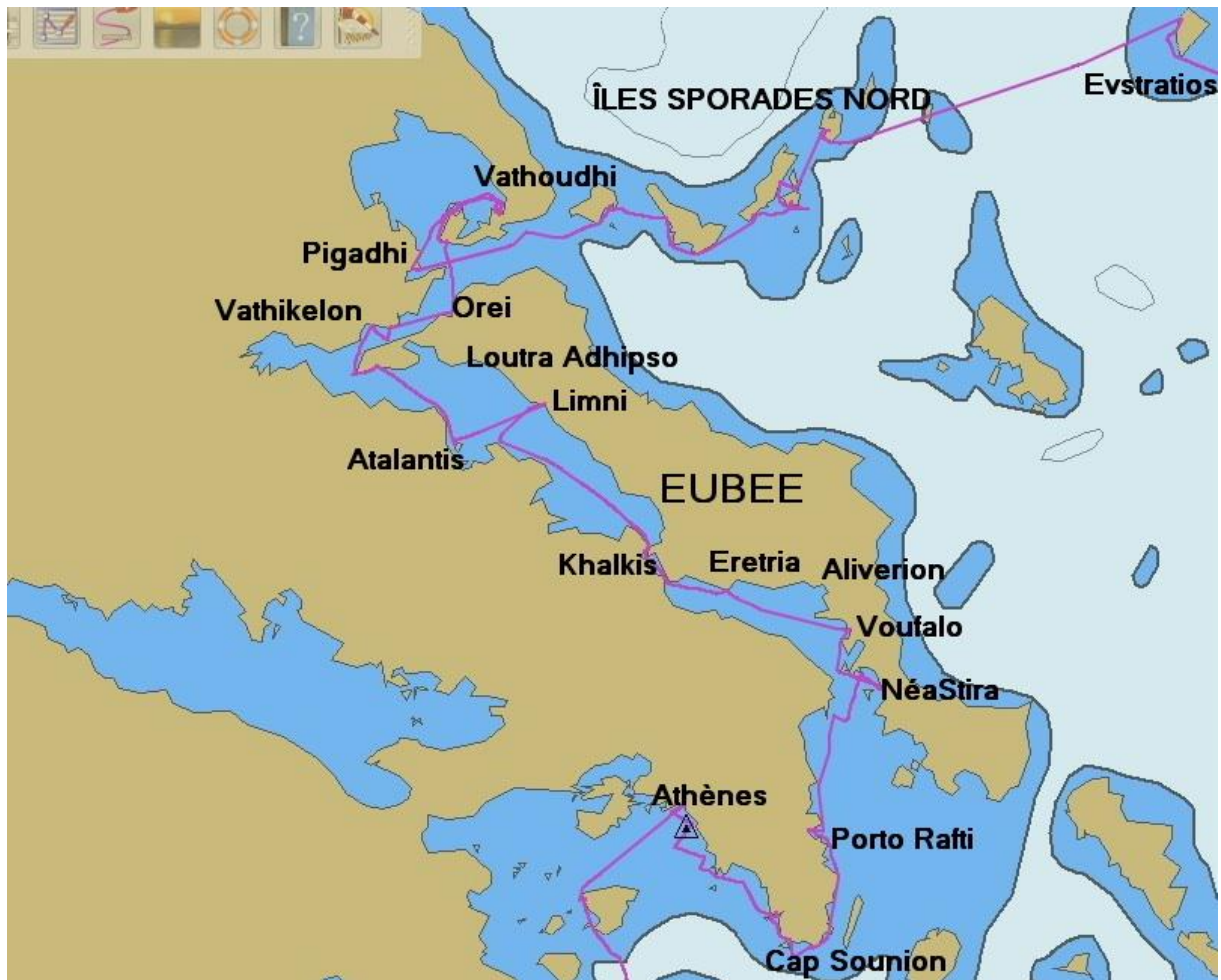 ÎLES SPORADES NORD
Evstratios
Vathoudhi
Pigadhi
Vathikelon
Orei
Loutra Adhipso
Limni
Atalantis
EUBEE
Khalkis
Eretria
Aliverion
Voufalo
NéaStira
Athènes
Porto Rafti
Cap Sounion